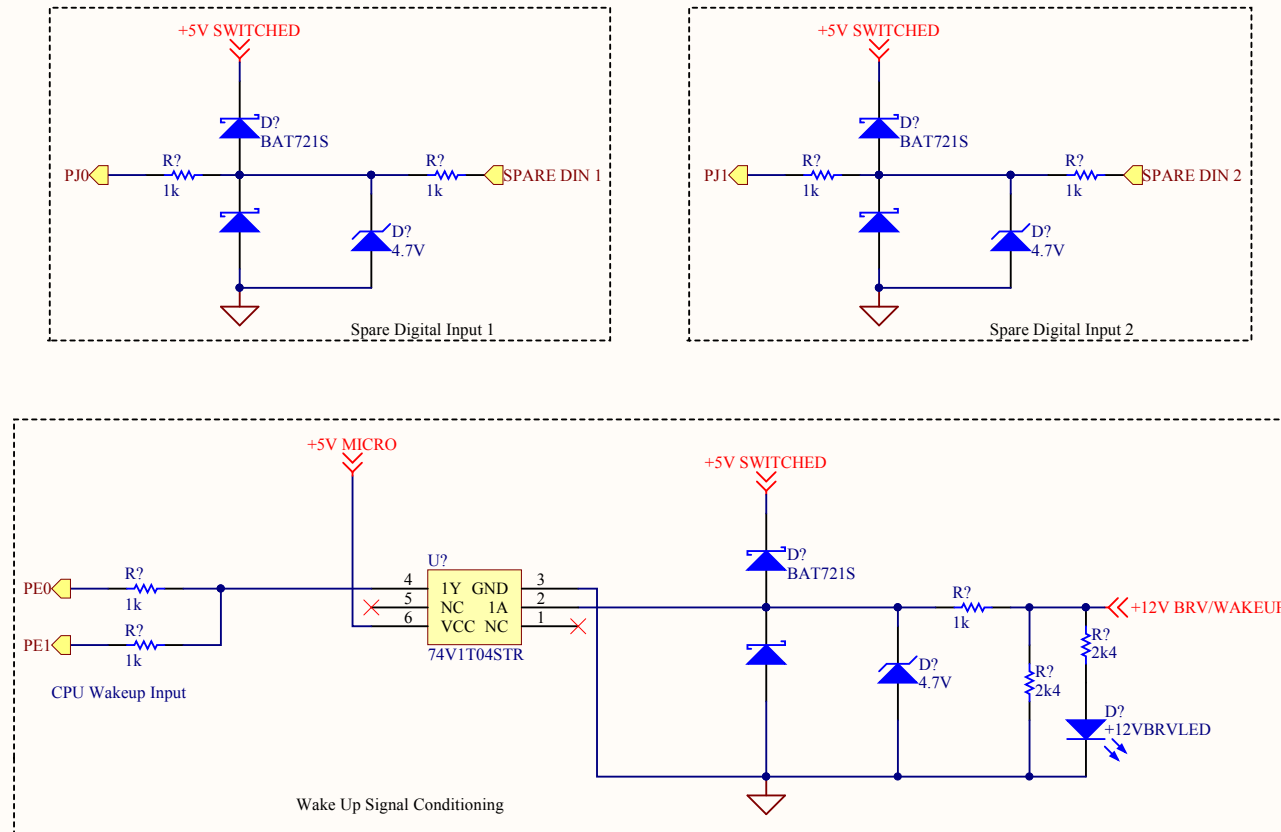 +5V SWITCHED
D?
BAT721S
PJ0
R?
1k
R?
1k
SPARE DIN 1
D?
4.7V
Spare Digital Input 1
+5V SWITCHED
D?
BAT721S
PJ1
R?
1k
R?
1k
SPARE DIN 2
D?
4.7V
Spare Digital Input 2
+5V MICRO
+5V SWITCHED
D?
BAT721S
PE0
R?
1k
PE1
R?
1k
CPU Wakeup Input
U?
4 1Y GND 3
5 NC 1A 2
6 VCC NC 1
74V1T04STR
R?
1k
+12V BRV/WAKEUP
R?
2k4
R?
2k4
D?
4.7V
D?
+12VBRVLED
Wake Up Signal Conditioning